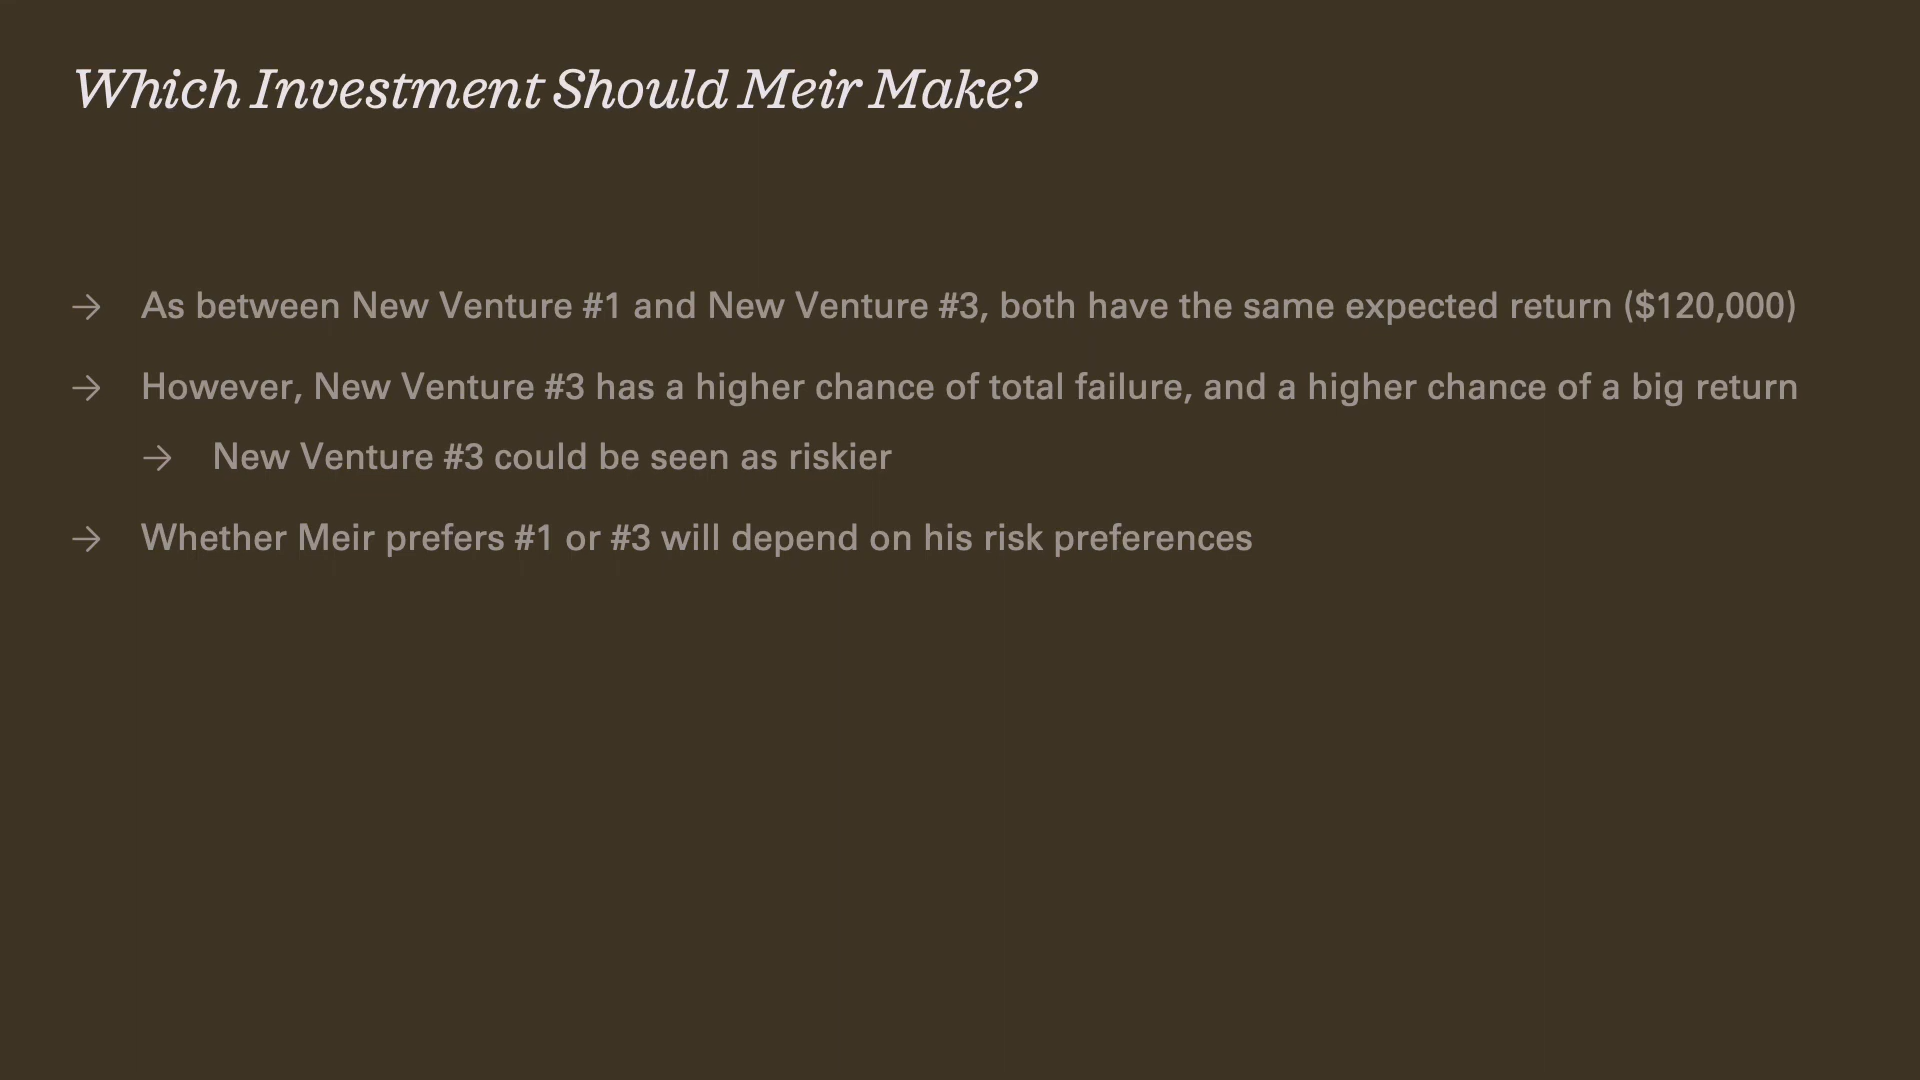 Which Investment Should Meir Make?
→ As between New Venture #1 and New Venture #3, both have the same expected return ($120,000)
→ However, New Venture #3 has a higher chance of total failure, and a higher chance of a big return
→ New Venture #3 could be seen as riskier
→ Whether Meir prefers #1 or #3 will depend on his risk preferences